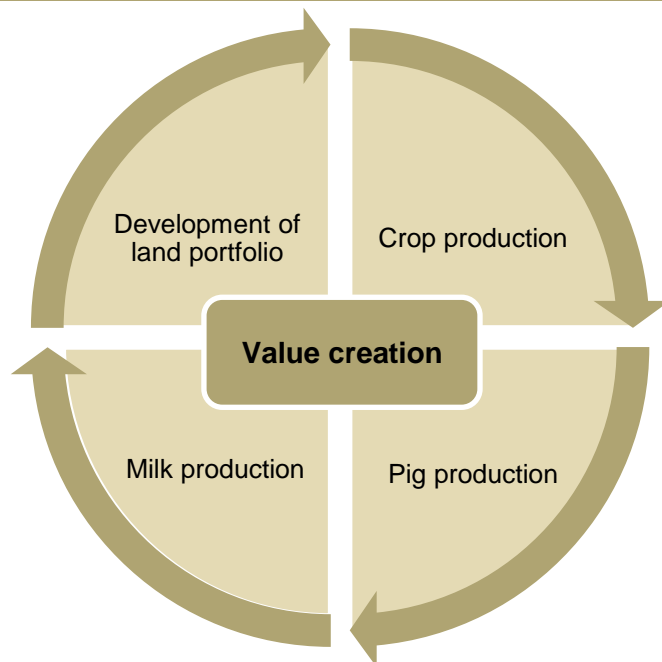 Development of
land portfolio
Crop production
Value creation
Milk production
Pig production